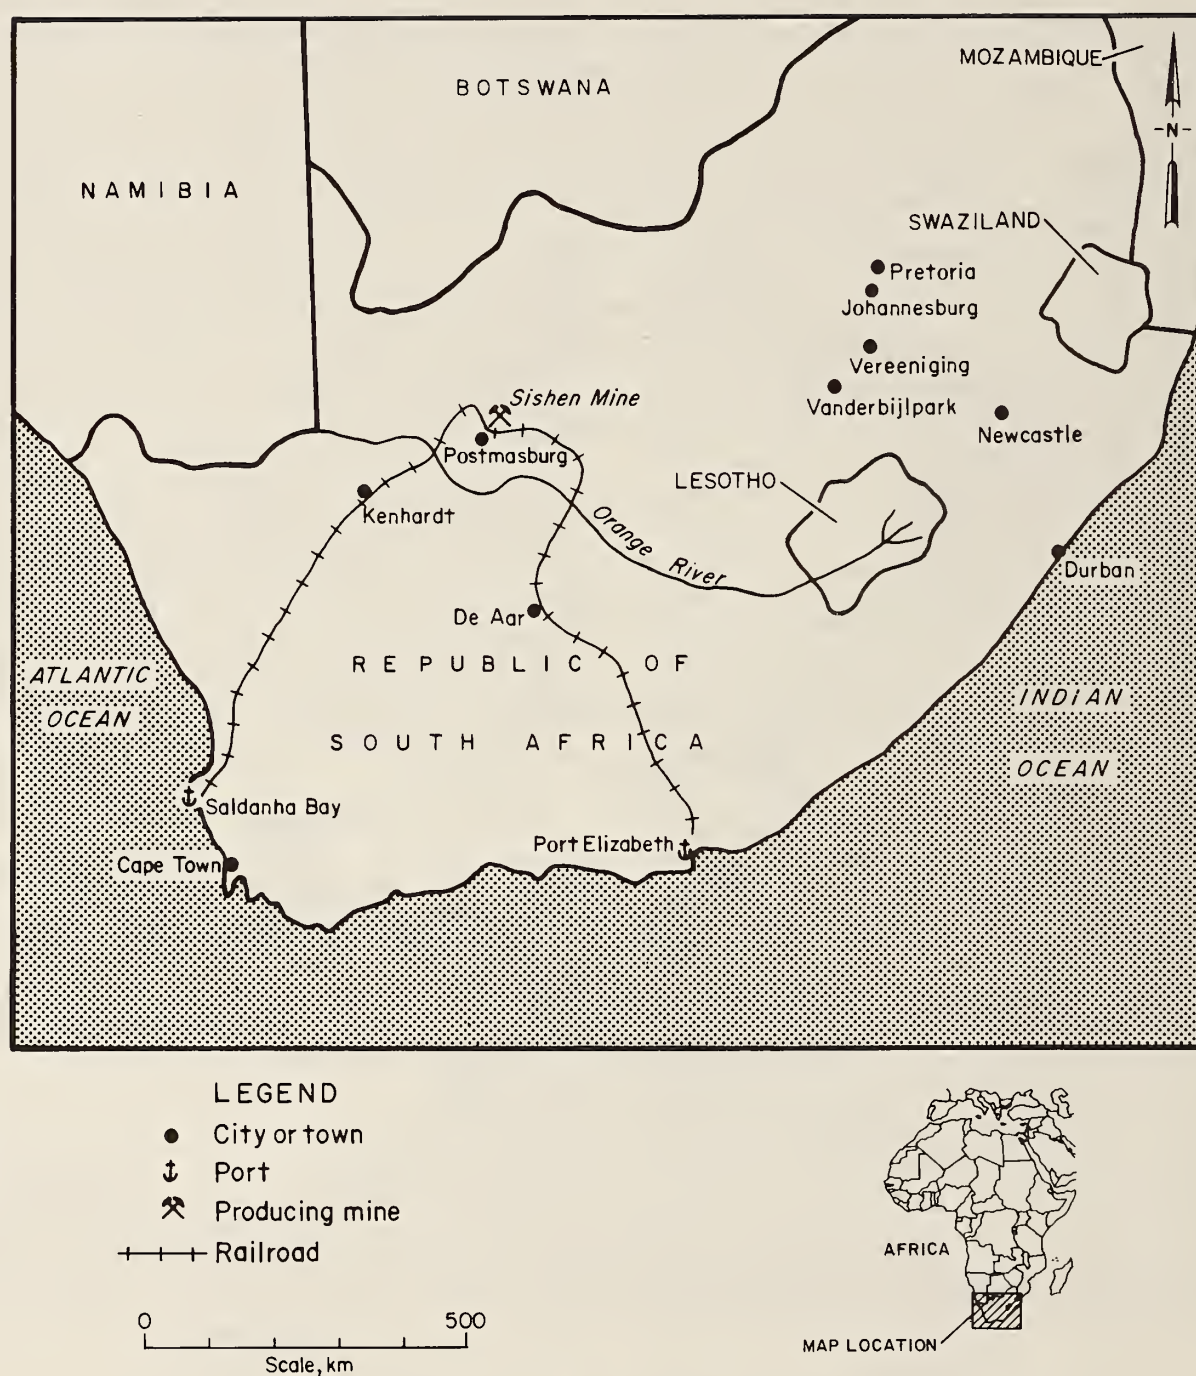 MOZAMBIQUE
BOTSWANA
N
NAMIBIA
SWAZILAND
Pretoria
Johannesburg
Vereeniging
Sishen Mine
Vanderbijlpark
Newcastle
Postmasburg
LESOTHO
Kenhardt
Orange River
Durban
De Aar
REPUBLIC OF
SOUTH AFRICA
ATLANTIC
OCEAN
INDIAN
OCEAN
Saldanha Bay
Port Elizabeth
Cape Town
LEGEND
City or town
Port
Producing mine
Railroad
0 500
Scale, km
AFRICA
MAP LOCATION